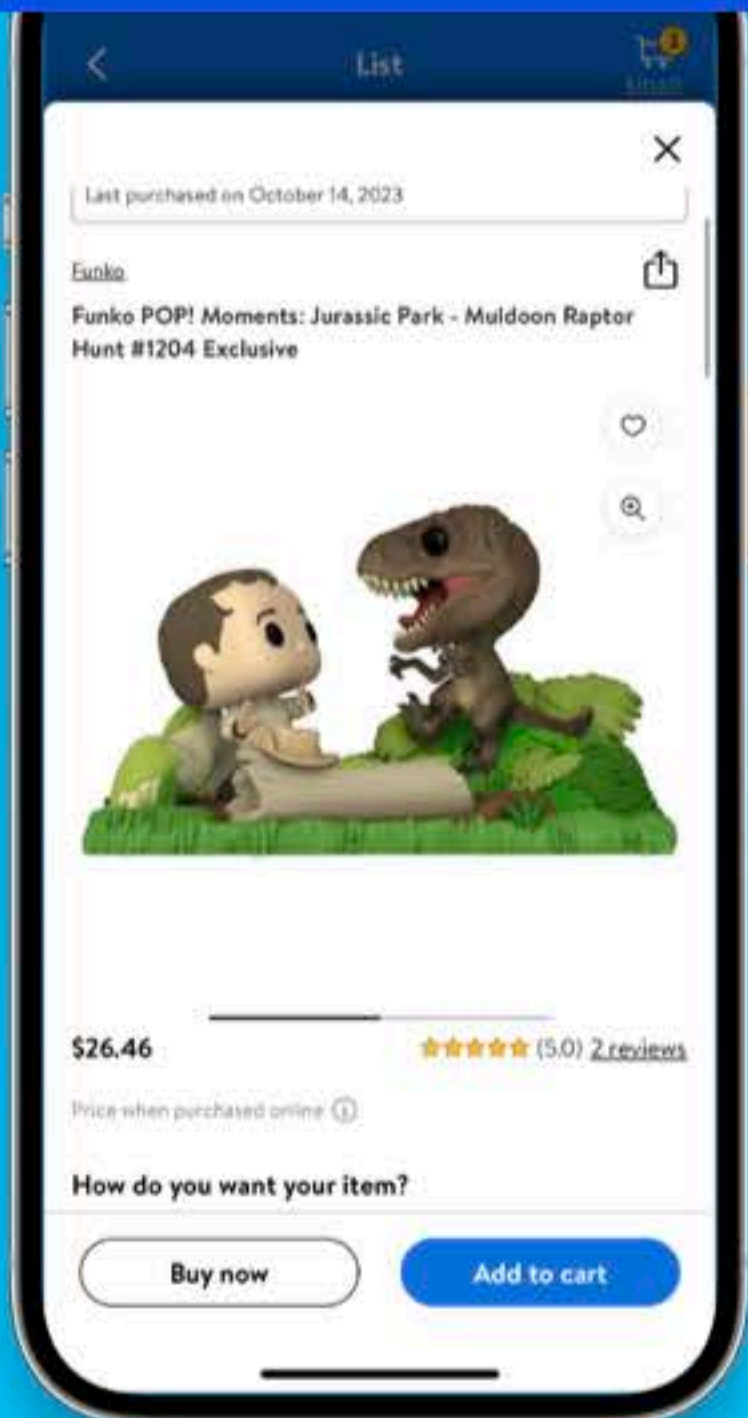 List
Last purchased on October 14, 2023
Funko
Funko POP! Moments: Jurassic Park - Muldoon Raptor
Hunt #1204 Exclusive
$26.46
(5.0) 2 reviews
Price when purchased online
How do you want your item?
Buy now
Add to cart